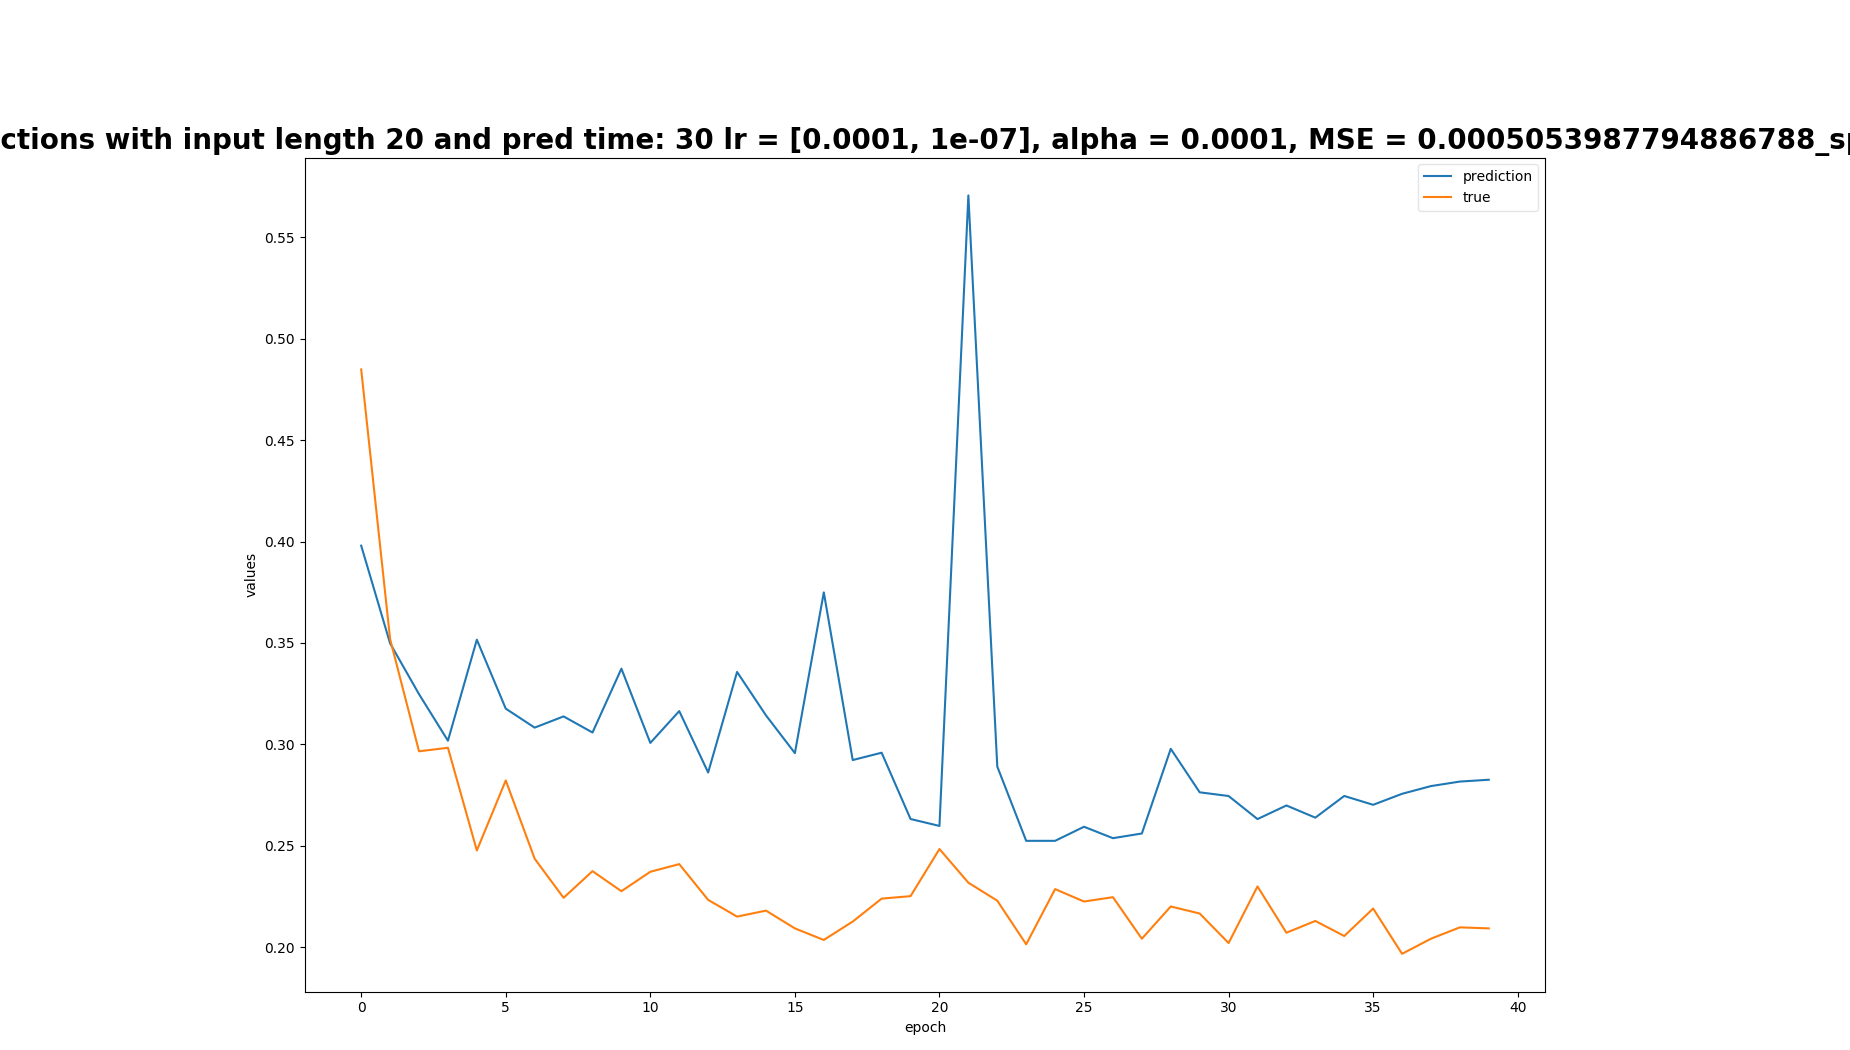 ctions with input length 20 and pred time: 30 lr = [0.0001, 1e-07], alpha = 0.0001, MSE = 0.0005053987794886788_sp
prediction
true
0.55
0.50
0.45
0.40
0.35
0.30
0.25
0.20
values
0 5 10 15 20 25 30 35 40
epoch